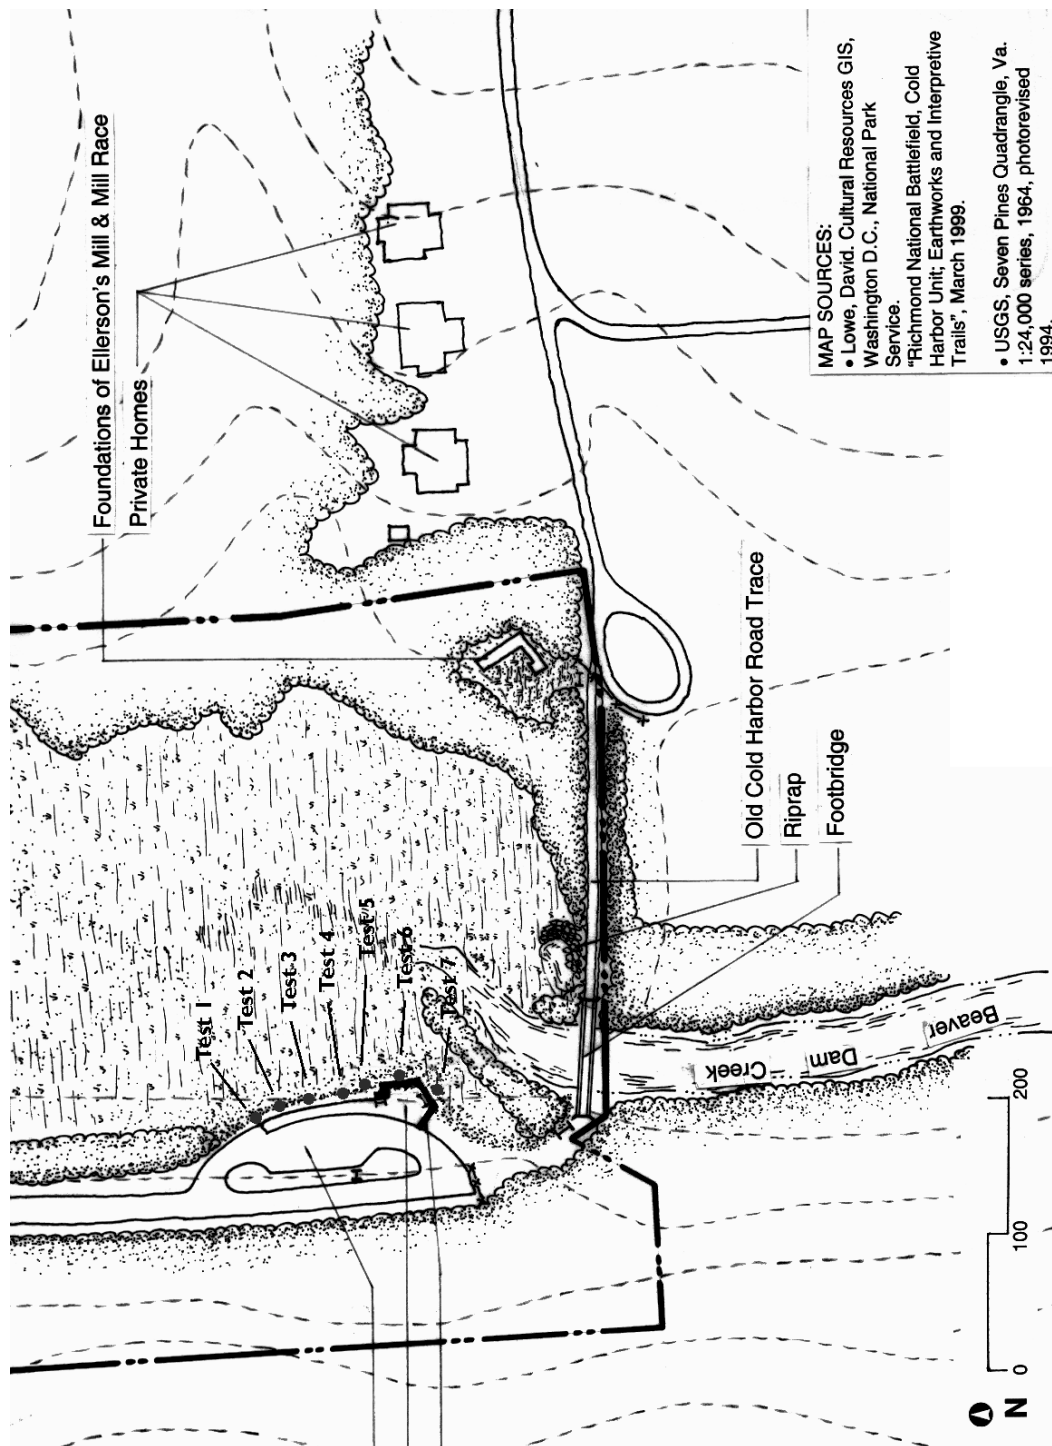 Foundations of Ellerson's Mill & Mill Race
Private Homes
Test 1
Test 2
Test 3
Test 4
Test 5
Test 6
Test 7
Old Cold Harbor Road Trace
Riprap
Footbridge
Beaver
Dam
Creek
MAP SOURCES:
• Lowe, David. Cultural Resources GIS,
Washington D.C., National Park
Service.
"Richmond National Battlefield, Cold
Harbor Unit; Earthworks and Interpretive
Trails", March 1999.
• USGS, Seven Pines Quadrangle, Va.
1:24,000 series, 1964, photorevised
1994.
0 100 200
N